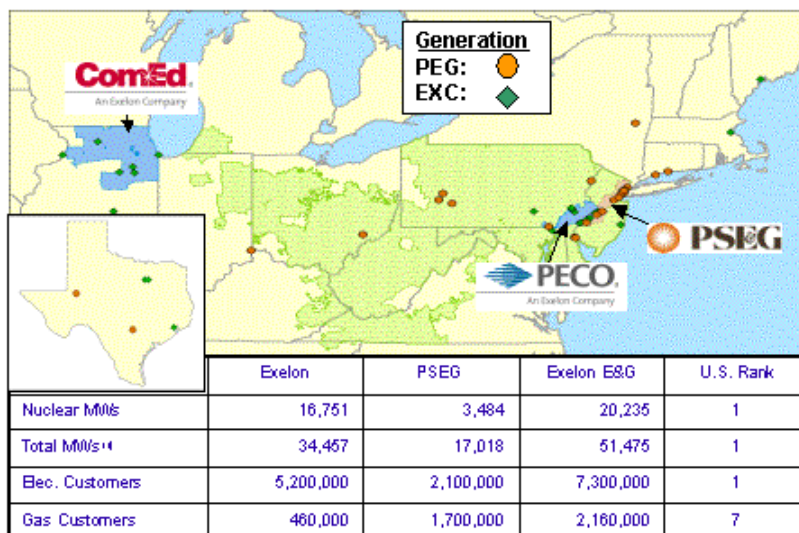 Generation
PEG:
EXC:
ComEd.
An Exelon Company
PSEG
PECO.
An Exelon Company
Exelon PSEG Exelon E&G U.S. Rank
Nuclear MWs 16,751 3,484 20,235 1
Total MWs 34,457 17,018 51,475 1
Elec. Customers 5,200,000 2,100,000 7,300,000 1
Gas Customers 460,000 1,700,000 2,160,000 7